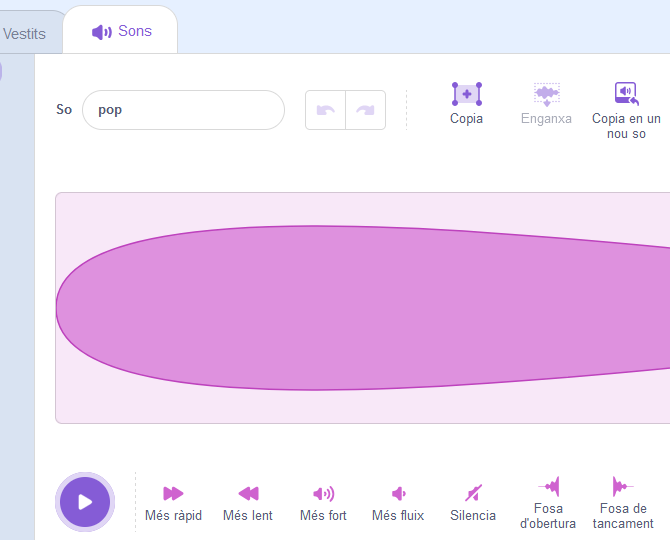 Vestits
Sons
So
pop
Copia
Enganxa
Copia en un
nou so
Més ràpid
Més lent
Més fort
Més fluix
Silencia
Fosa
d'obertura
Fosa de
tancament